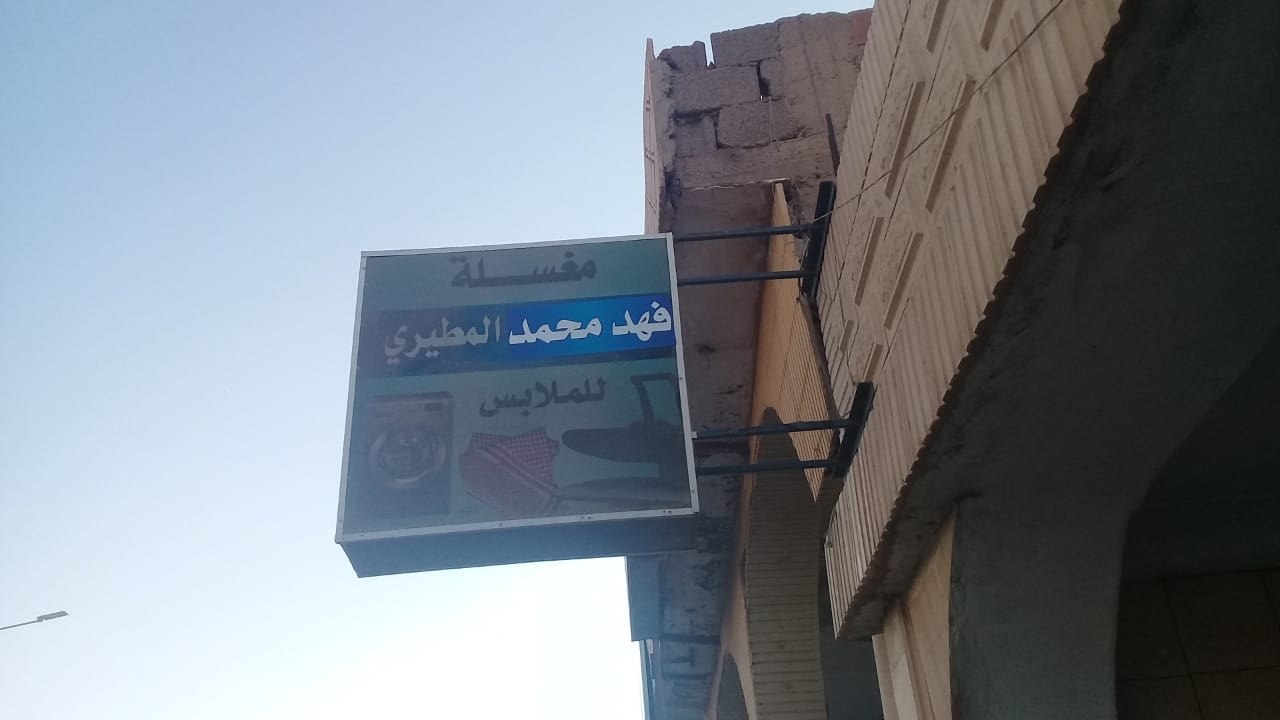 مغسلة
فهد محمد المطيري
للملابس